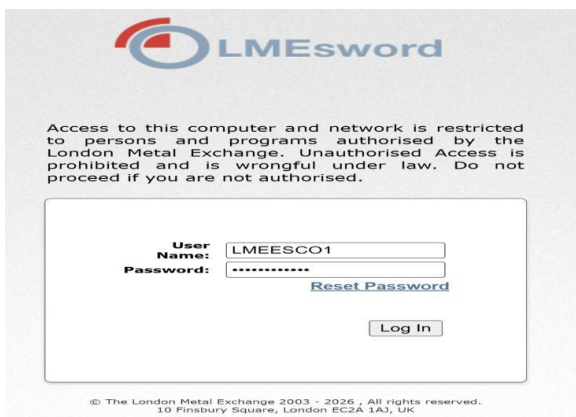 LMEsword
Access to this computer and network is restricted
to persons and programs authorised by the
London Metal Exchange. Unauthorised Access is
prohibited and is wrongful under law. Do not
proceed if you are not authorised.
User
Name:
LMEESCO1
Password:
••••••••••••
Reset Password
Log In
© The London Metal Exchange 2003 - 2026 , All rights reserved.
10 Finsbury Square, London EC2A 1AJ, UK